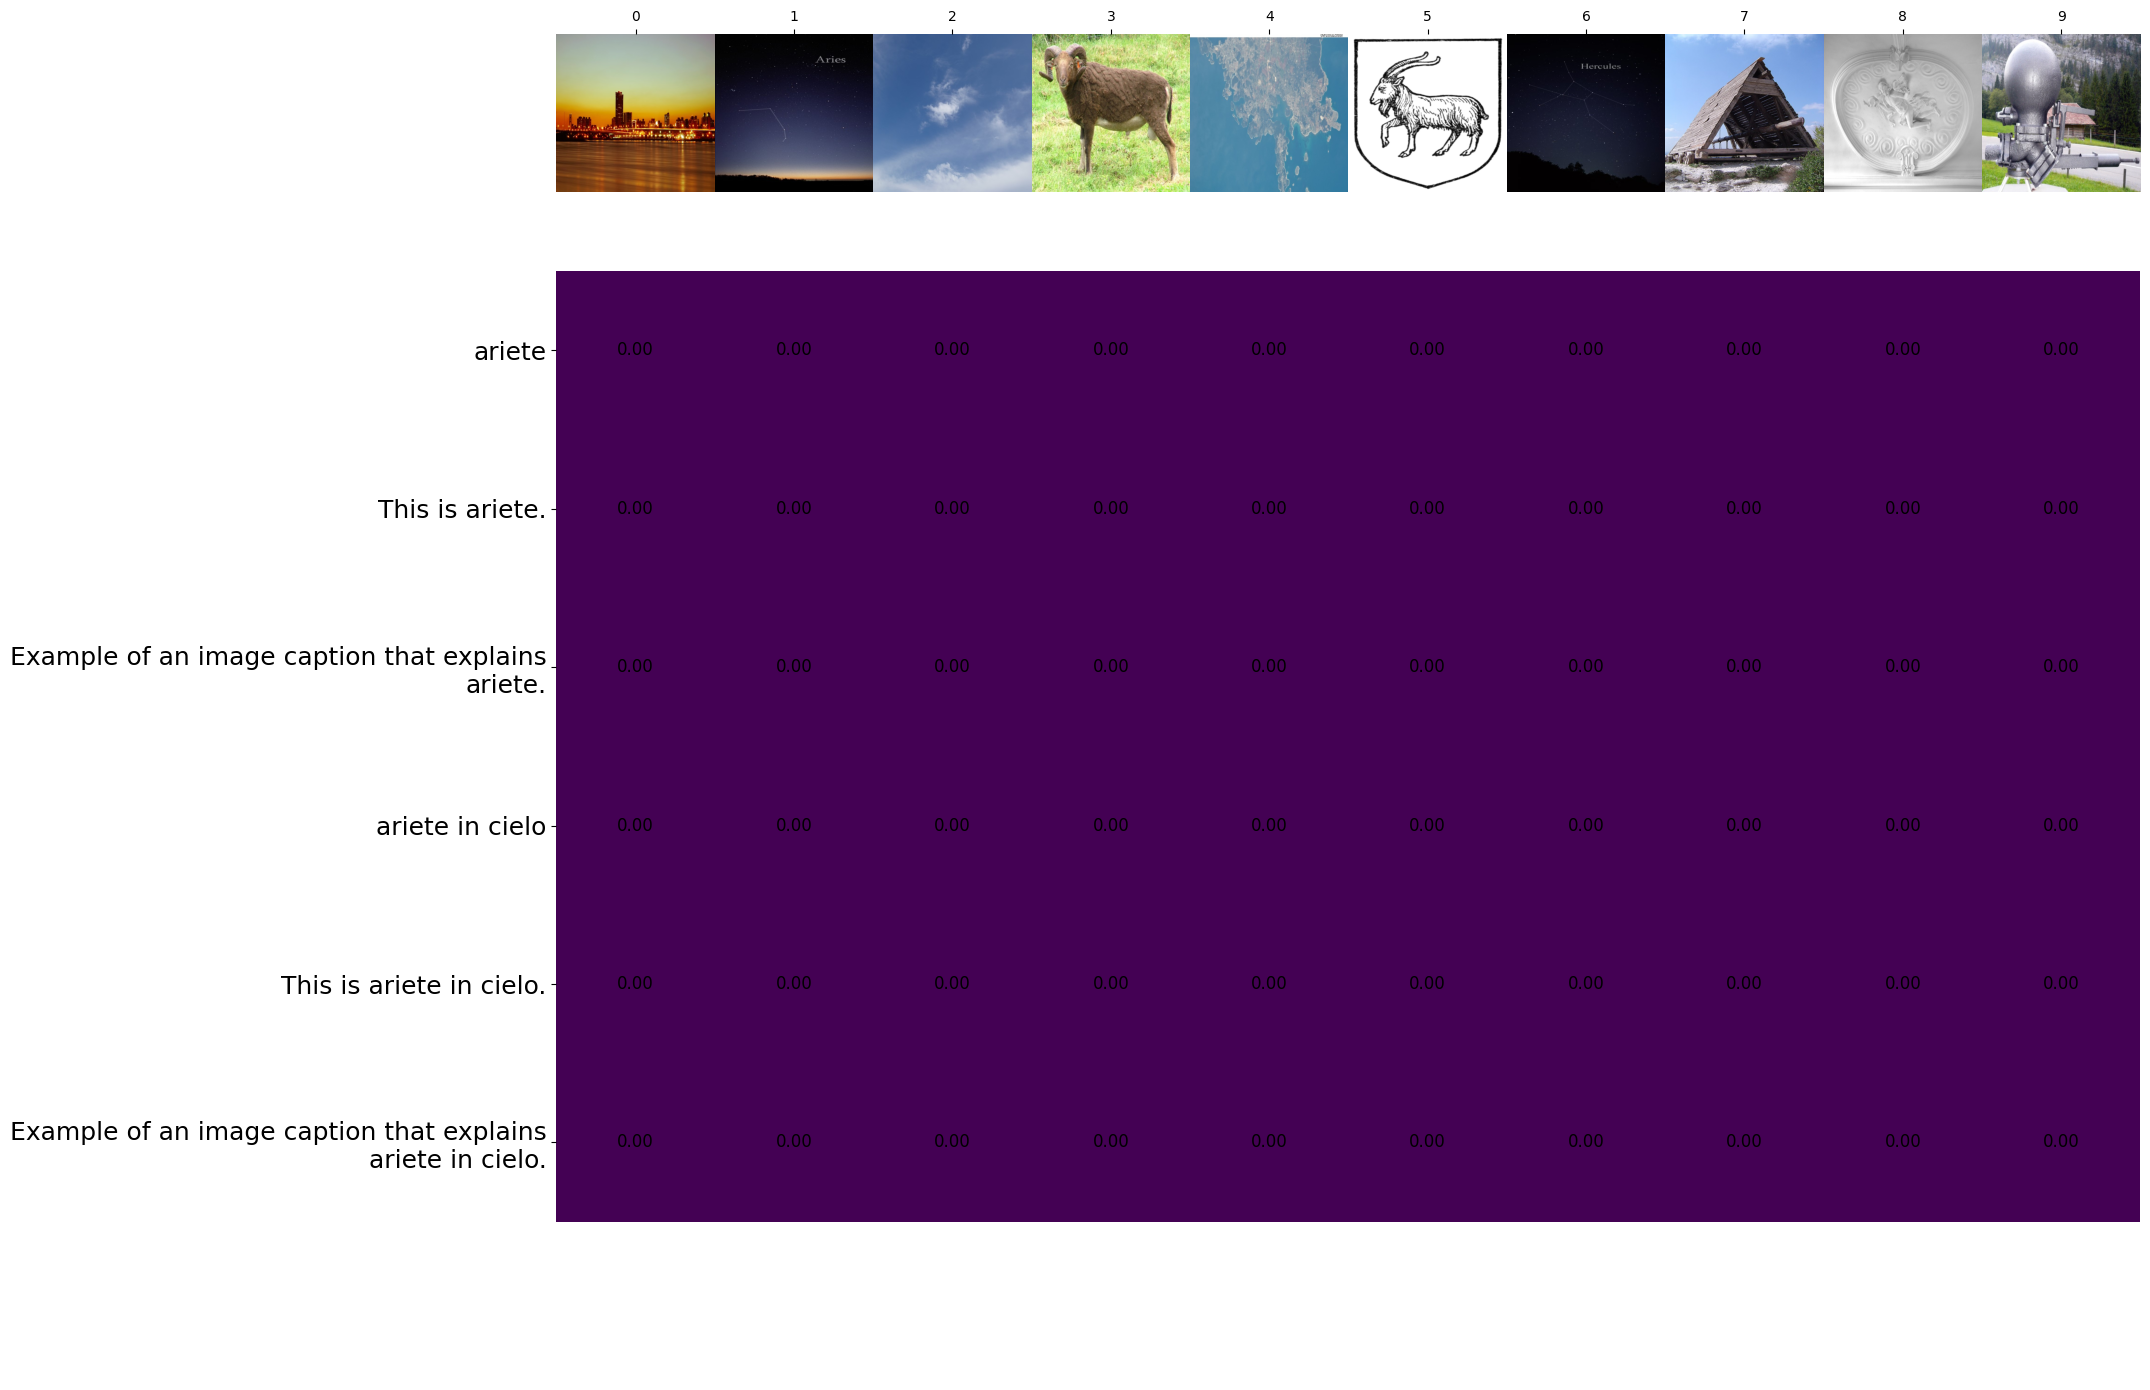 0 1 2 3 4 5 6 7 8 9
Aries
Hercules
ariete 0.00 0.00 0.00 0.00 0.00 0.00 0.00 0.00 0.00 0.00
This is ariete. 0.00 0.00 0.00 0.00 0.00 0.00 0.00 0.00 0.00 0.00
Example of an image caption that explains
ariete. 0.00 0.00 0.00 0.00 0.00 0.00 0.00 0.00 0.00 0.00
ariete in cielo 0.00 0.00 0.00 0.00 0.00 0.00 0.00 0.00 0.00 0.00
This is ariete in cielo. 0.00 0.00 0.00 0.00 0.00 0.00 0.00 0.00 0.00 0.00
Example of an image caption that explains
ariete in cielo. 0.00 0.00 0.00 0.00 0.00 0.00 0.00 0.00 0.00 0.00